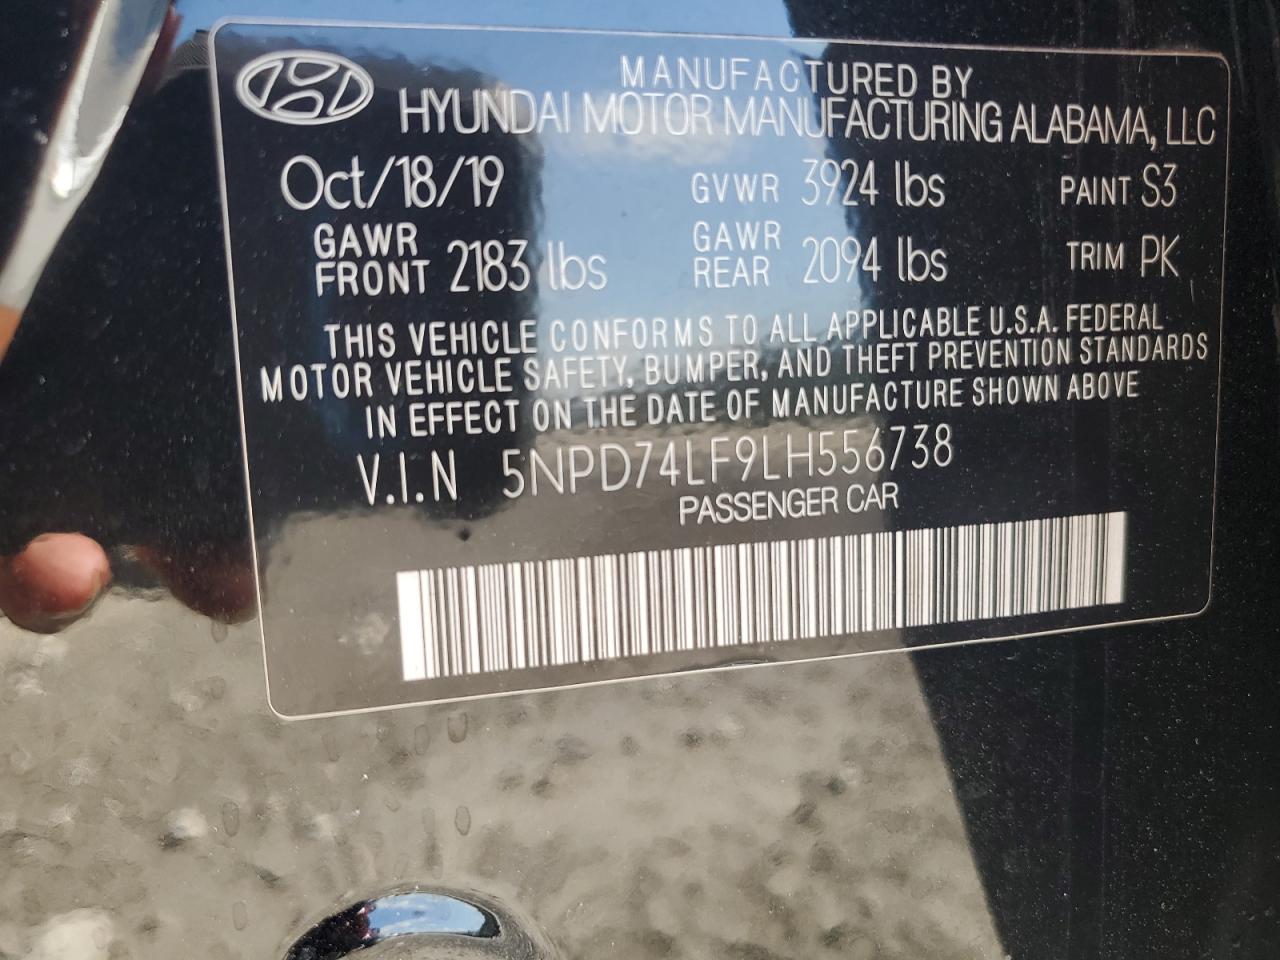 MANUFACTURED BY
HYUNDAI MOTOR MANUFACTURING ALABAMA, LLC
Oct/18/19 GVWR 3924 lbs PAINT S3
GAWR FRONT 2183 lbs GAWR REAR 2094 lbs TRIM PK
THIS VEHICLE CONFORMS TO ALL APPLICABLE U.S.A. FEDERAL
MOTOR VEHICLE SAFETY, BUMPER, AND THEFT PREVENTION STANDARDS
IN EFFECT ON THE DATE OF MANUFACTURE SHOWN ABOVE
V.I.N 5NPD74LF9LH556738
PASSENGER CAR